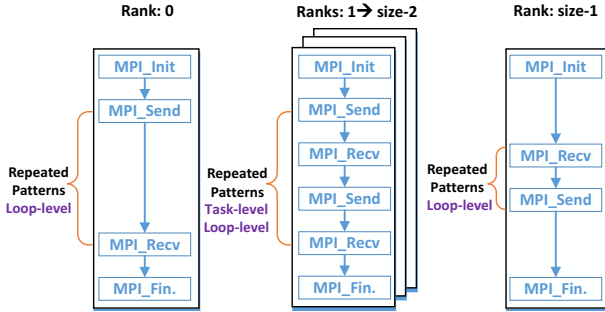 Rank: 0
MPI_Init
MPI_Send
Repeated
Patterns
Loop-level
MPI_Recv
MPI_Fin.
Ranks: 1➔ size-2
MPI_Init
MPI_Send
MPI_Recv
Repeated
Patterns
Task-level
Loop-level
MPI_Send
MPI_Recv
MPI_Fin.
Rank: size-1
MPI_Init
MPI_Recv
Repeated
Patterns
Loop-level
MPI_Send
MPI_Fin.